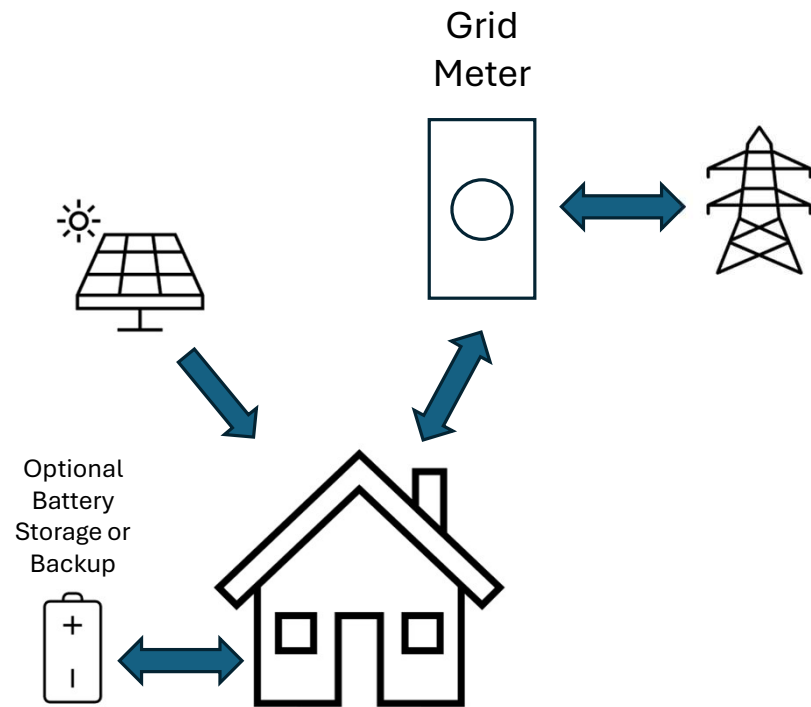 Grid
Meter
Optional
Battery
Storage or
Backup
+
–